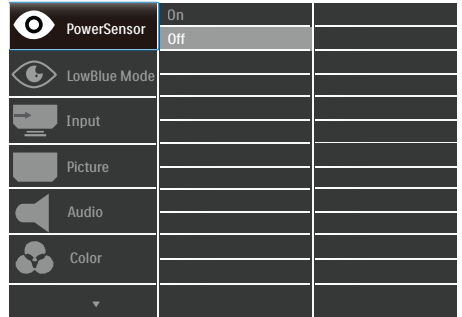 PowerSensor
On
Off
LowBlue Mode
Input
Picture
Audio
Color